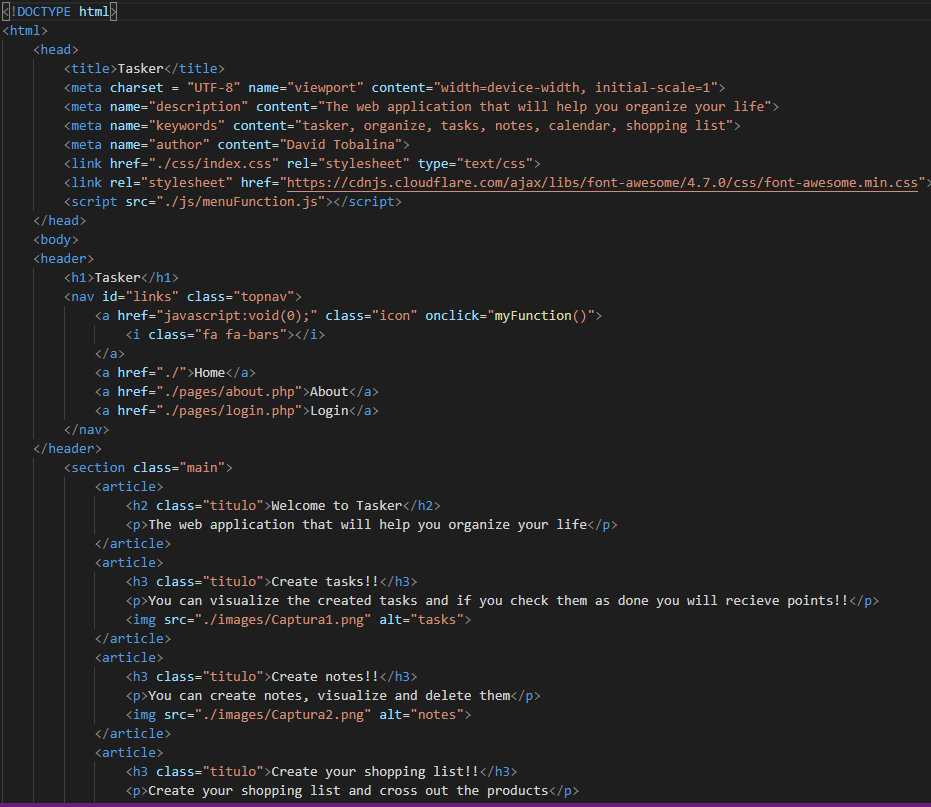 <!DOCTYPE html>
<html>
    <head>
        <title>Tasker</title>
        <meta charset = "UTF-8" name="viewport" content="width=device-width, initial-scale=1">
        <meta name="description" content="The web application that will help you organize your life">
        <meta name="keywords" content="tasker, organize, tasks, notes, calendar, shopping list">
        <meta name="author" content="David Tobalina">
        <link href="./css/index.css" rel="stylesheet" type="text/css">
        <link rel="stylesheet" href="https://cdnjs.cloudflare.com/ajax/libs/font-awesome/4.7.0/css/font-awesome.min.css">
        <script src="./js/menuFunction.js"></script>
    </head>
    <body>
    <header>
        <h1>Tasker</h1>
        <nav id="links" class="topnav">
            <a href="javascript:void(0);" class="icon" onclick="myFunction()">
                <i class="fa fa-bars"></i>
            </a>
            <a href="./">Home</a>
            <a href="./pages/about.php">About</a>
            <a href="./pages/login.php">Login</a>
        </nav>
    </header>
        <section class="main">
            <article>
                <h2 class="titulo">Welcome to Tasker</h2>
                <p>The web application that will help you organize your life</p>
            </article>
            <article>
                <h3 class="titulo">Create tasks!!</h3>
                <p>You can visualize the created tasks and if you check them as done you will recieve points!!</p>
                <img src="./images/Captura1.png" alt="tasks">
            </article>
            <article>
                <h3 class="titulo">Create notes!!</h3>
                <p>You can create notes, visualize and delete them</p>
                <img src="./images/Captura2.png" alt="notes">
            </article>
            <article>
                <h3 class="titulo">Create your shopping list!!</h3>
                <p>Create your shopping list and cross out the products</p>